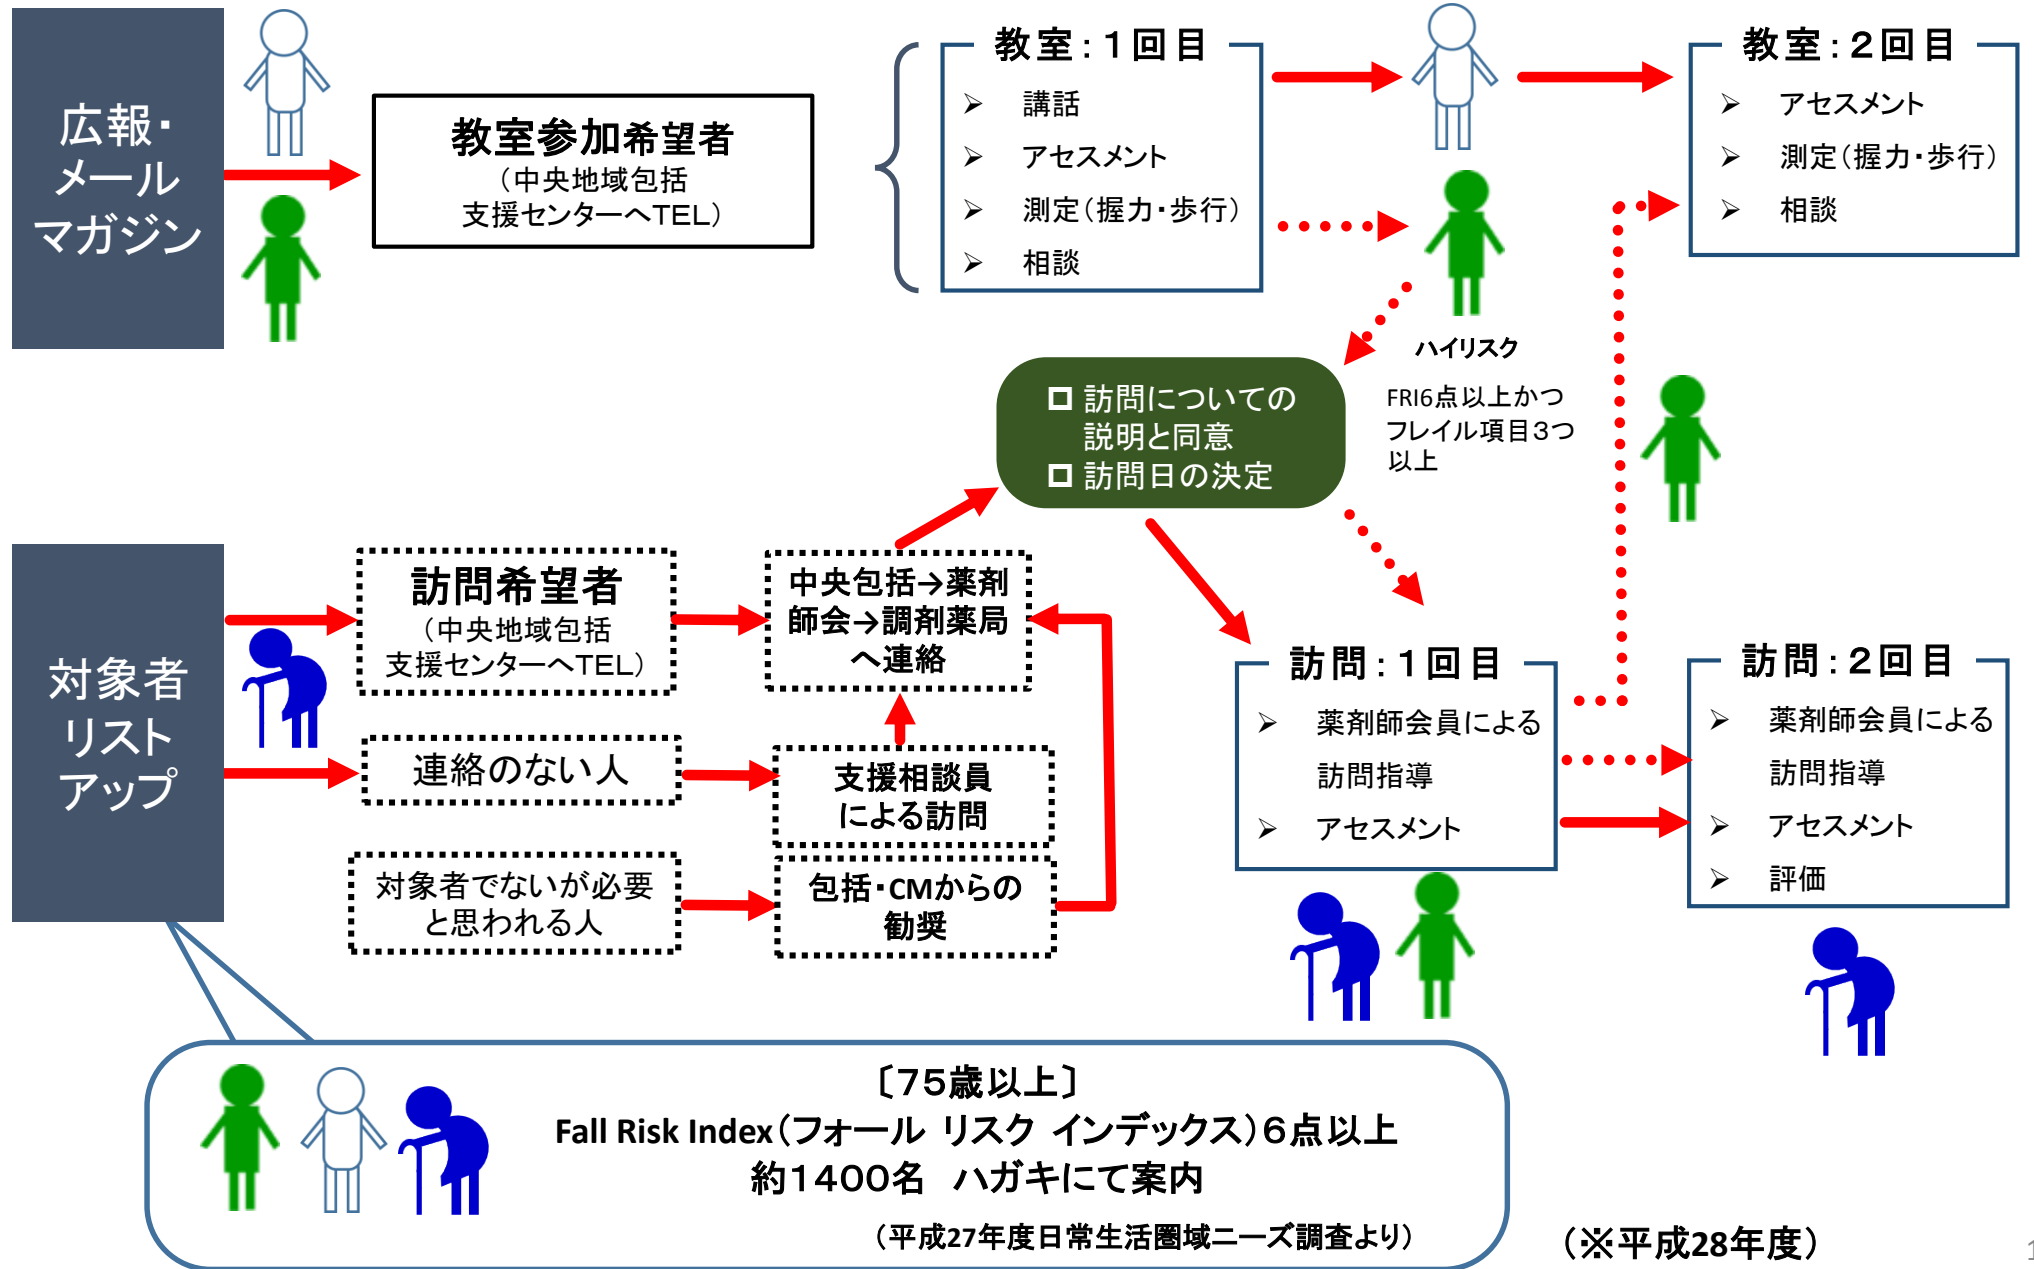 広報・
メール
マガジン
教室参加希望者
（中央地域包括
支援センターへTEL）
教室：１回目
➢ 講話
➢ アセスメント
➢ 測定（握力・歩行）
➢ 相談
教室：２回目
➢ アセスメント
➢ 測定（握力・歩行）
➢ 相談
ハイリスク
FRI6点以上かつ
フレイル項目３つ
以上
訪問についての
説明と同意
訪問日の決定
対象者
リスト
アップ
訪問希望者
（中央地域包括
支援センターへTEL）
連絡のない人
対象者でないが必要
と思われる人
中央包括→薬剤
師会→調剤薬局
へ連絡
支援相談員
による訪問
包括・CMからの
勧奨
訪問：１回目
➢ 薬剤師会員による
訪問指導
➢ アセスメント
訪問：２回目
➢ 薬剤師会員による
訪問指導
➢ アセスメント
➢ 評価
〔７５歳以上〕
Fall Risk Index（フォール リスク インデックス）６点以上
約１４００名　ハガキにて案内
（平成27年度日常生活圏域ニーズ調査より）
（※平成28年度）